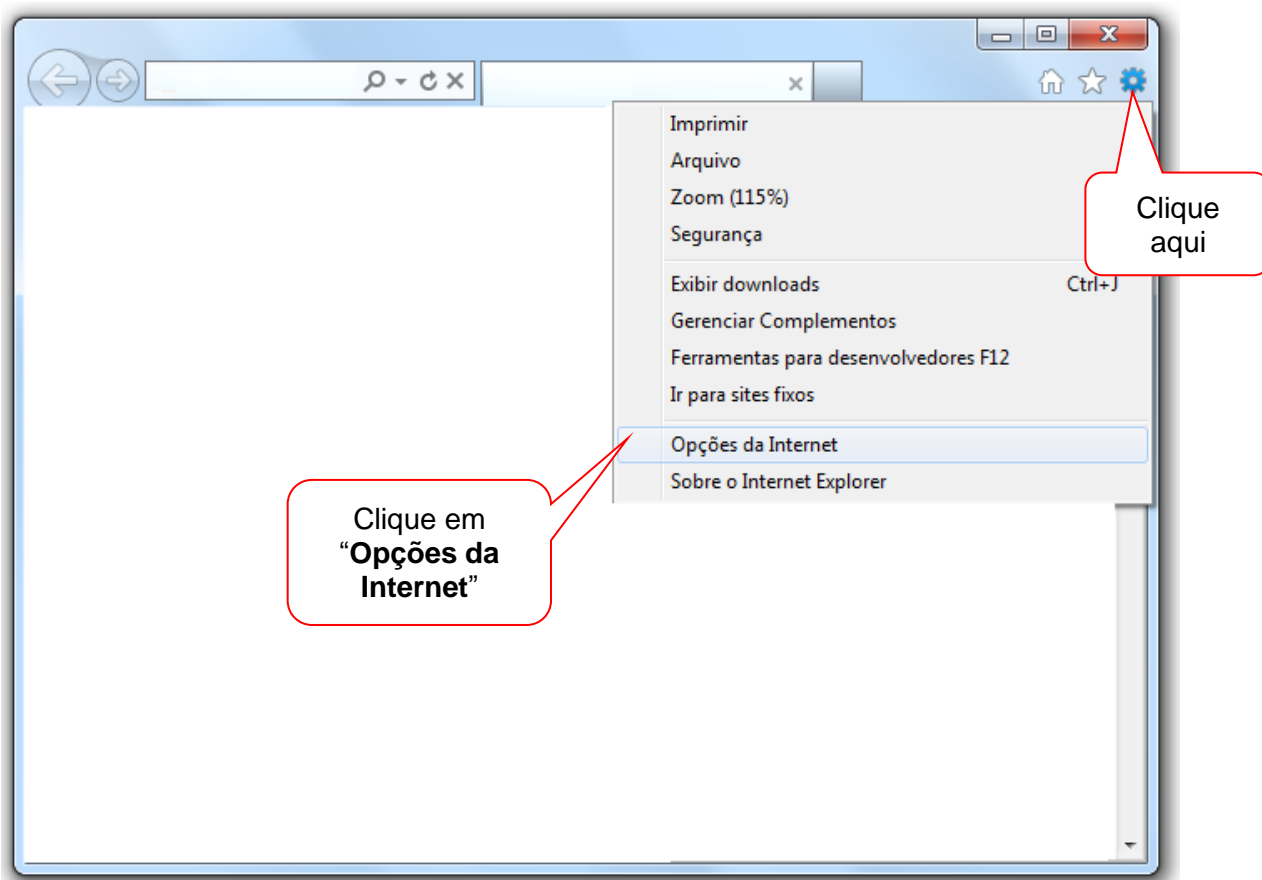 Imprimir
Arquivo
Zoom (115%)
Segurança
Clique
aqui
Exibir downloads Ctrl+J
Gerenciar Complementos
Ferramentas para desenvolvedores F12
Ir para sites fixos
Opções da Internet
Sobre o Internet Explorer
Clique em
“Opções da
Internet”